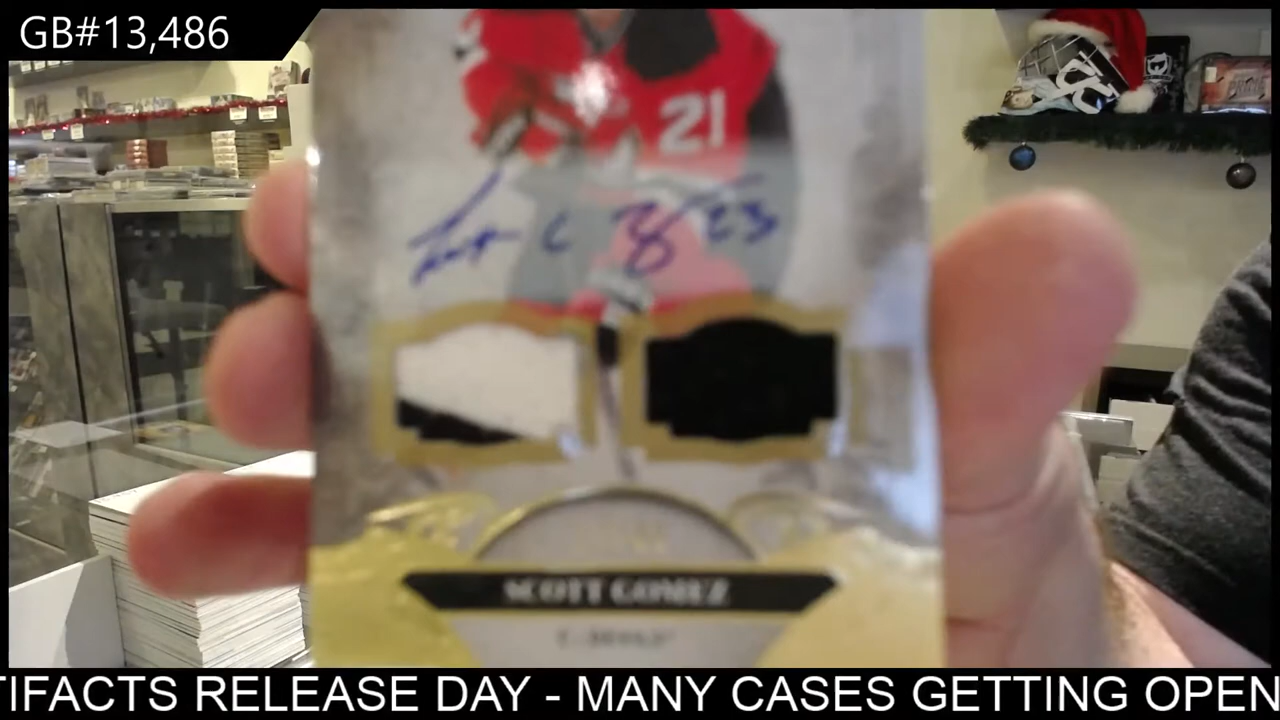 GB#13,486
21
SCOTT GOMEZ
TIFACTS RELEASE DAY - MANY CASES GETTING OPEN